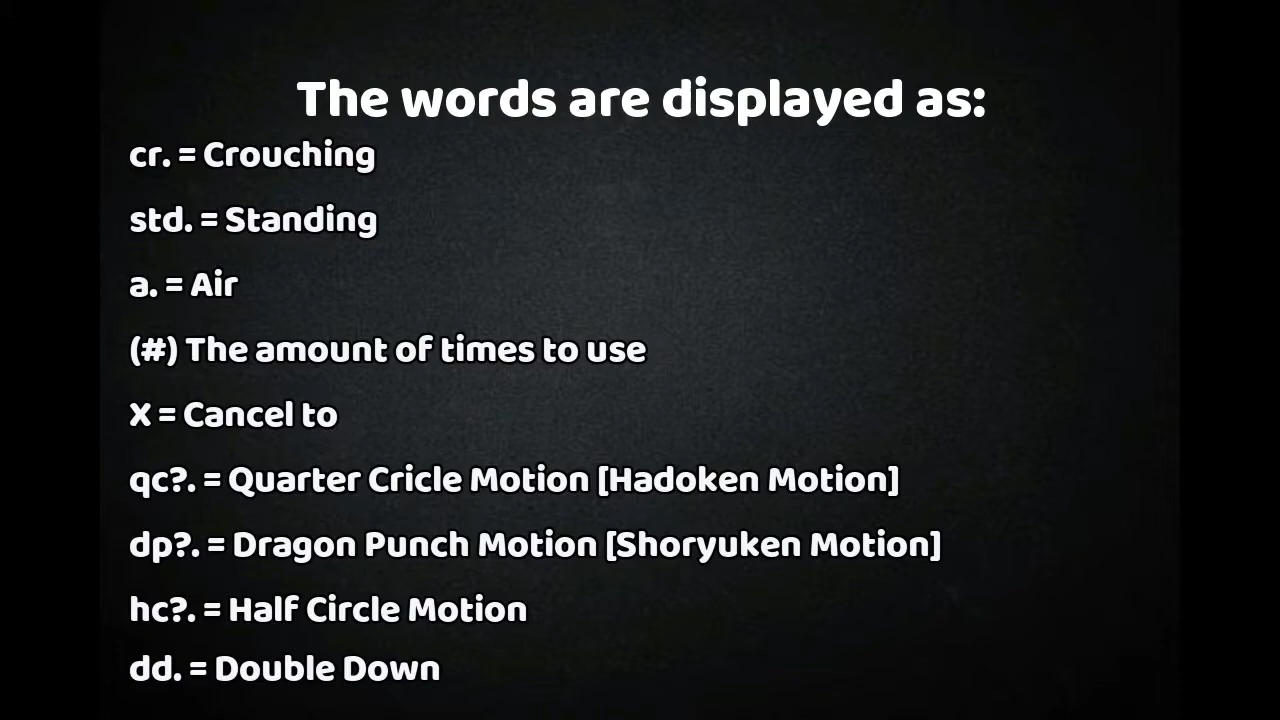 The words are displayed as:
cr. = Crouching
std. = Standing
a. = Air
(#) The amount of times to use
X = Cancel to
qc?. = Quarter Cricle Motion [Hadoken Motion]
dp?. = Dragon Punch Motion [Shoryuken Motion]
hc?. = Half Circle Motion
dd. = Double Down